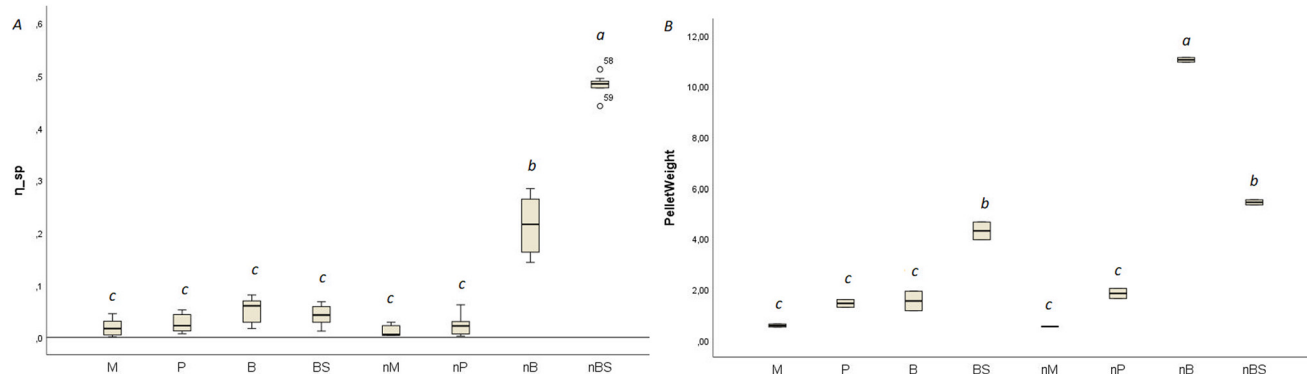 A
η_sp
,6
,5
,4
,3
,2
,1
,0
c
c
c
c
c
c
b
a
58
59
M P B BS nM nP nB nBS
B
PelletWeight
12,00
10,00
8,00
6,00
4,00
2,00
,00
c
c
c
b
c
c
a
b
M P B BS nM nP nB nBS